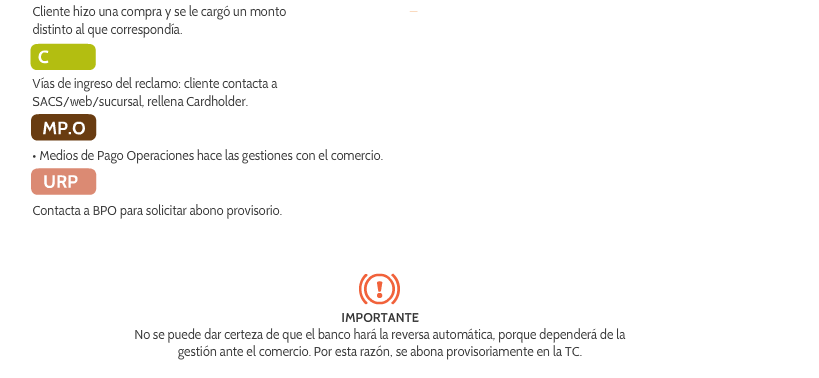 Cliente hizo una compra y se le cargó un monto
distinto al que correspondía.
C
Vías de ingreso del reclamo: cliente contacta a
SACS/web/sucursal, rellena Cardholder.
MP.O
• Medios de Pago Operaciones hace las gestiones con el comercio.
URP
Contacta a BPO para solicitar abono provisorio.
IMPORTANTE
No se puede dar certeza de que el banco hará la reversa automática, porque dependerá de la
gestión ante el comercio. Por esta razón, se abona provisoriamente en la TC.